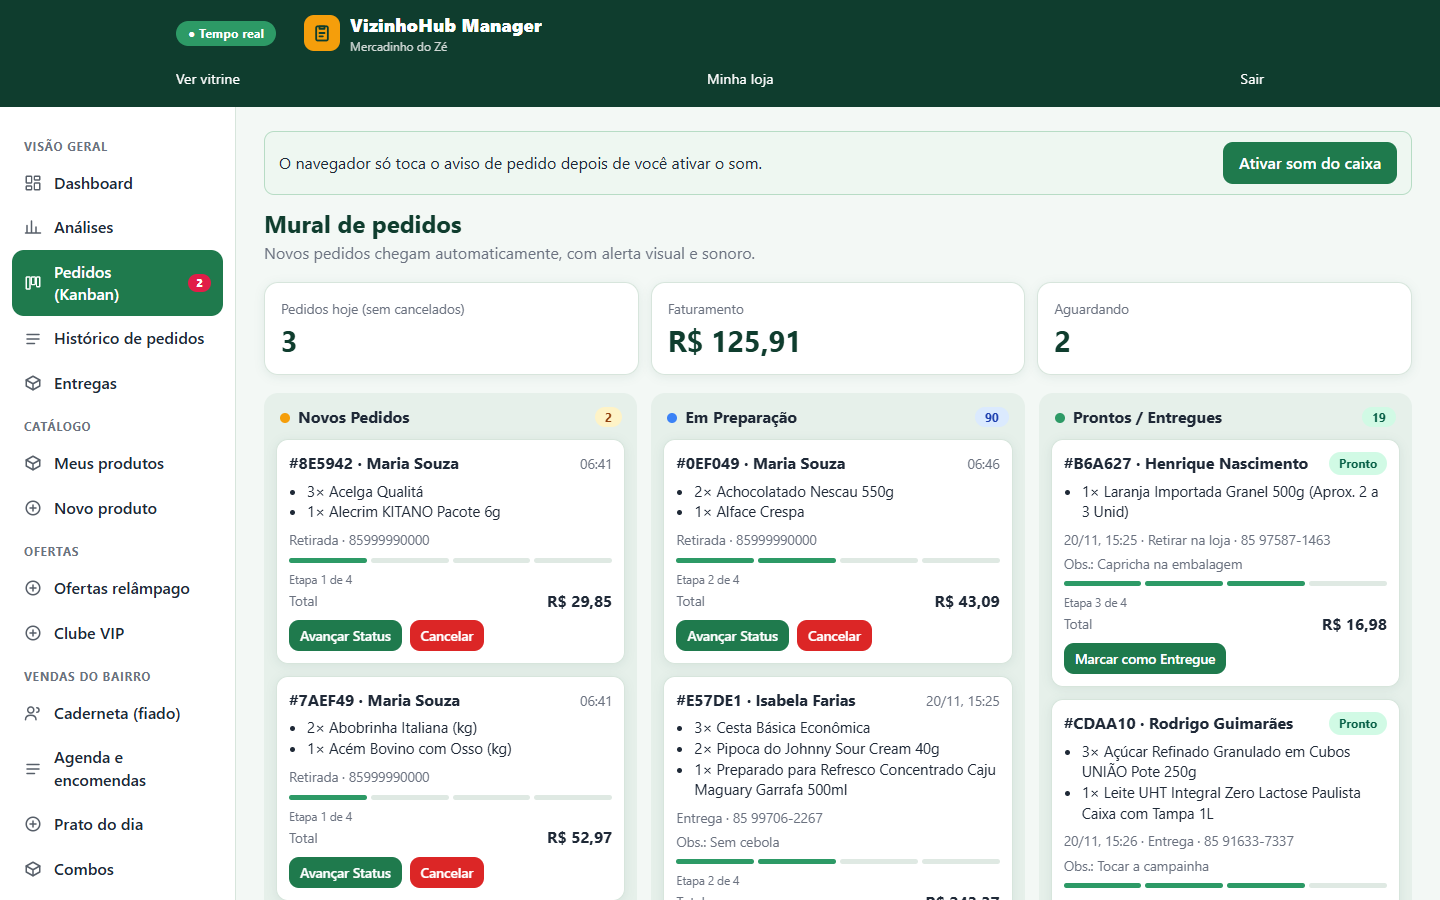 ● Tempo real
VizinhoHub Manager
Mercadinho do Zé
Ver vitrine
Minha loja
Sair
VISÃO GERAL
Dashboard
Análises
Pedidos
(Kanban)
2
Histórico de pedidos
Entregas
CATÁLOGO
Meus produtos
Novo produto
OFERTAS
Ofertas relâmpago
Clube VIP
VENDAS DO BAIRRO
Caderneta (fiado)
Agenda e
encomendas
Prato do dia
Combos
O navegador só toca o aviso de pedido depois de você ativar o som.
Ativar som do caixa
Mural de pedidos
Novos pedidos chegam automaticamente, com alerta visual e sonoro.
Pedidos hoje (sem cancelados)
3
Faturamento
R$ 125,91
Aguardando
2
Novos Pedidos
2
#8E5942 · Maria Souza
06:41
• 3× Acelga Qualitá
• 1× Alecrim KITANO Pacote 6g
Retirada · 85999990000
Etapa 1 de 4
Total
R$ 29,85
Avançar Status
Cancelar
#7AEF49 · Maria Souza
06:41
• 2× Abobrinha Italiana (kg)
• 1× Acém Bovino com Osso (kg)
Retirada · 85999990000
Etapa 1 de 4
Total
R$ 52,97
Avançar Status
Cancelar
Em Preparação
90
#0EF049 · Maria Souza
06:46
• 2× Achocolatado Nescau 550g
• 1× Alface Crespa
Retirada · 85999990000
Etapa 2 de 4
Total
R$ 43,09
Avançar Status
Cancelar
#E57DE1 · Isabela Farias
20/11, 15:25
• 3× Cesta Básica Econômica
• 2× Pipoca do Johnny Sour Cream 40g
• 1× Preparado para Refresco Concentrado Caju
Maguary Garrafa 500ml
Entrega · 85 99706-2267
Obs.: Sem cebola
Etapa 2 de 4
Prontos / Entregues
19
#B6A627 · Henrique Nascimento
Pronto
• 1× Laranja Importada Granel 500g (Aprox. 2 a
3 Unid)
20/11, 15:25 · Retirar na loja · 85 97587-1463
Obs.: Capricha na embalagem
Etapa 3 de 4
Total
R$ 16,98
Marcar como Entregue
#CDAA10 · Rodrigo Guimarães
Pronto
• 3× Açúcar Refinado Granulado em Cubos
UNIÃO Pote 250g
• 1× Leite UHT Integral Zero Lactose Paulista
Caixa com Tampa 1L
20/11, 15:26 · Entrega · 85 91633-7337
Obs.: Tocar a campainha